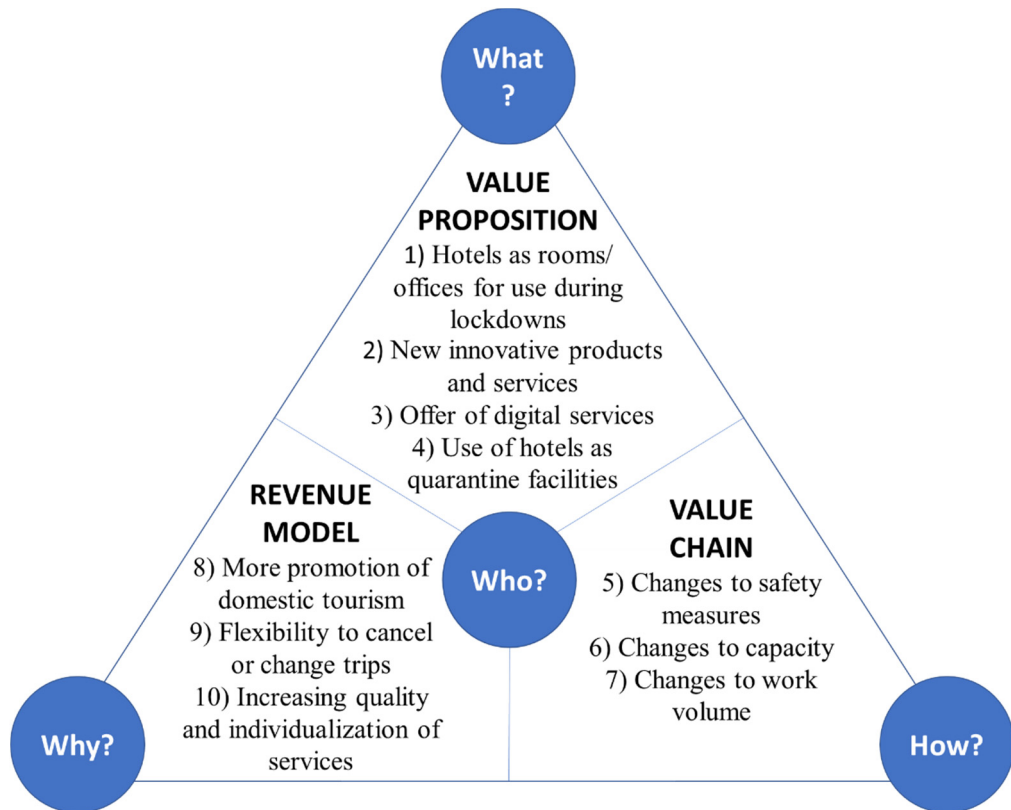 What
?
VALUE
PROPOSITION
1) Hotels as rooms/
offices for use during
lockdowns
2) New innovative products
and services
3) Offer of digital services
4) Use of hotels as
quarantine facilities
REVENUE
MODEL
8) More promotion of
domestic tourism
9) Flexibility to cancel
or change trips
10) Increasing quality
and individualization of
services
Who?
VALUE
CHAIN
5) Changes to safety
measures
6) Changes to capacity
7) Changes to work
volume
Why?
How?